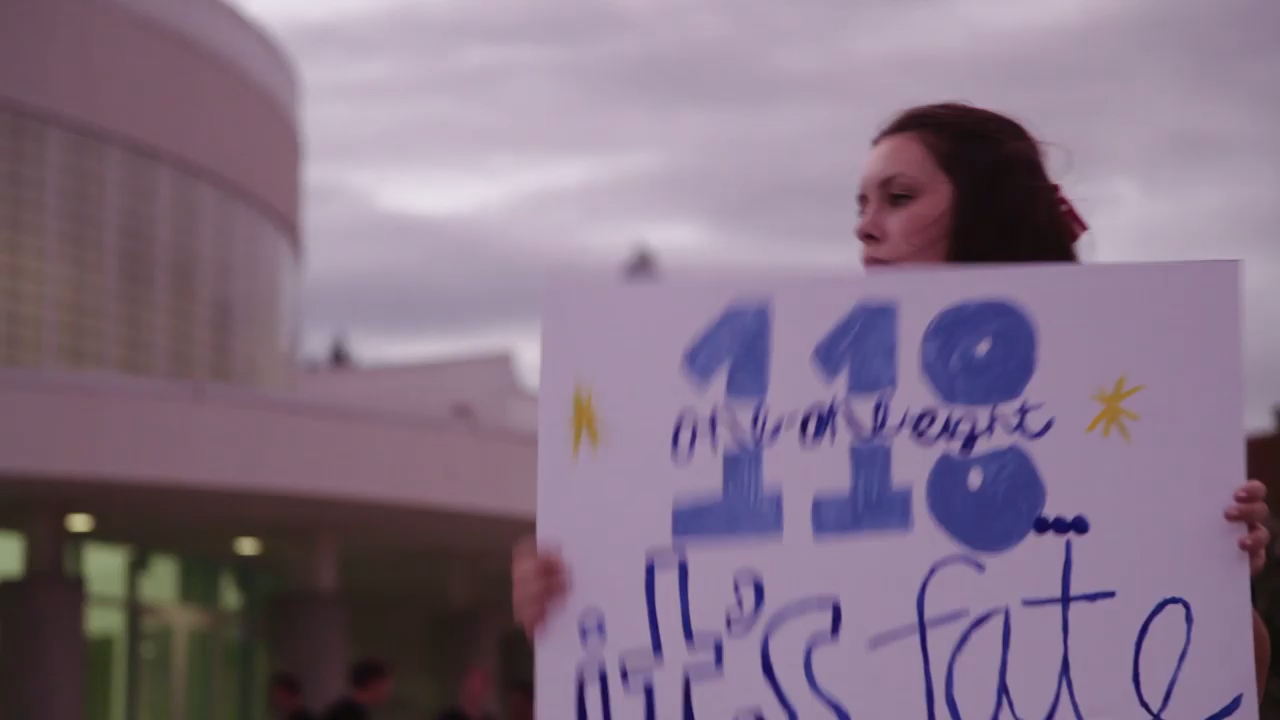 118
one one eight
...
it's fate